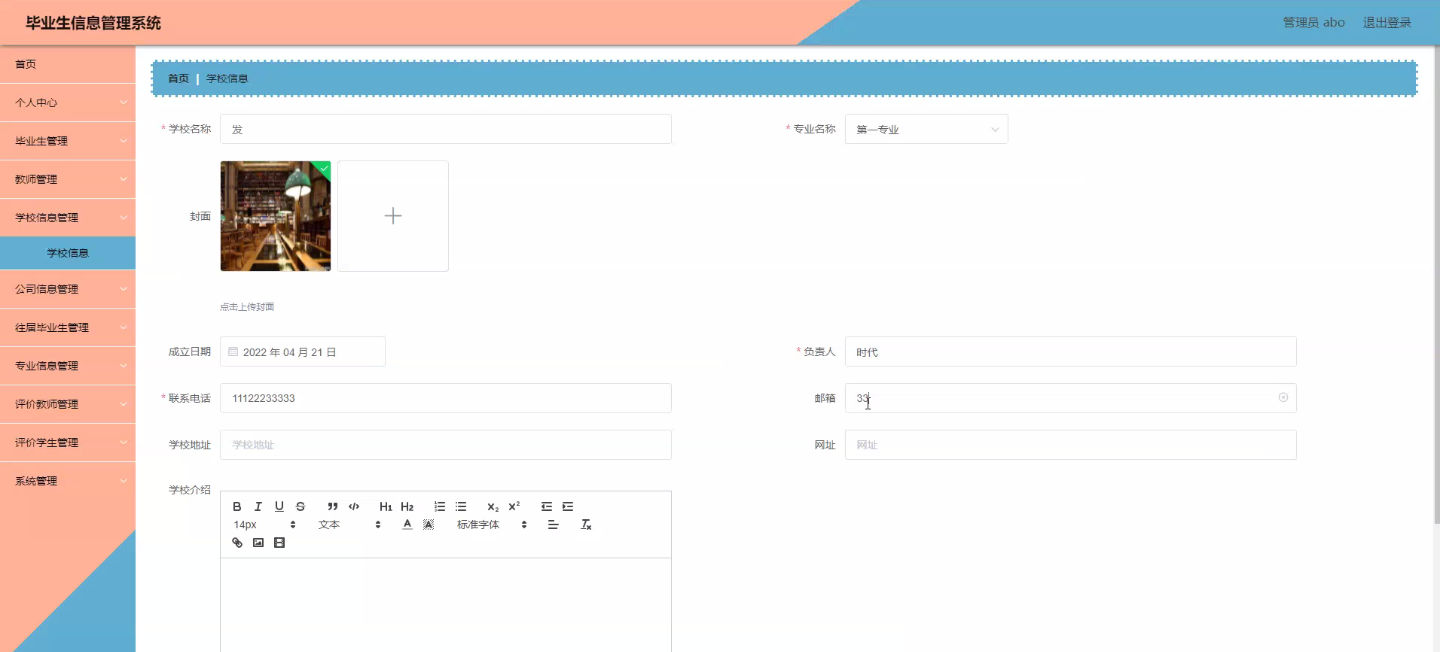 毕业生信息管理系统
管理员 abo
退出登录
首页
个人中心
毕业生管理
教师管理
学校信息管理
学校信息
公司信息管理
往届毕业生管理
专业信息管理
评价教师管理
评价学生管理
系统管理
首页 | 学校信息
* 学校名称
发
* 专业名称
第一专业
封面
点击上传封面
成立日期
2022 年 04 月 21 日
* 负责人
时代
* 联系电话
11122233333
邮箱
33
学校地址
学校地址
网址
网址
学校介绍
B I U S H1 H2 X2 X2
14px 文本 A A 标准字体 Tx